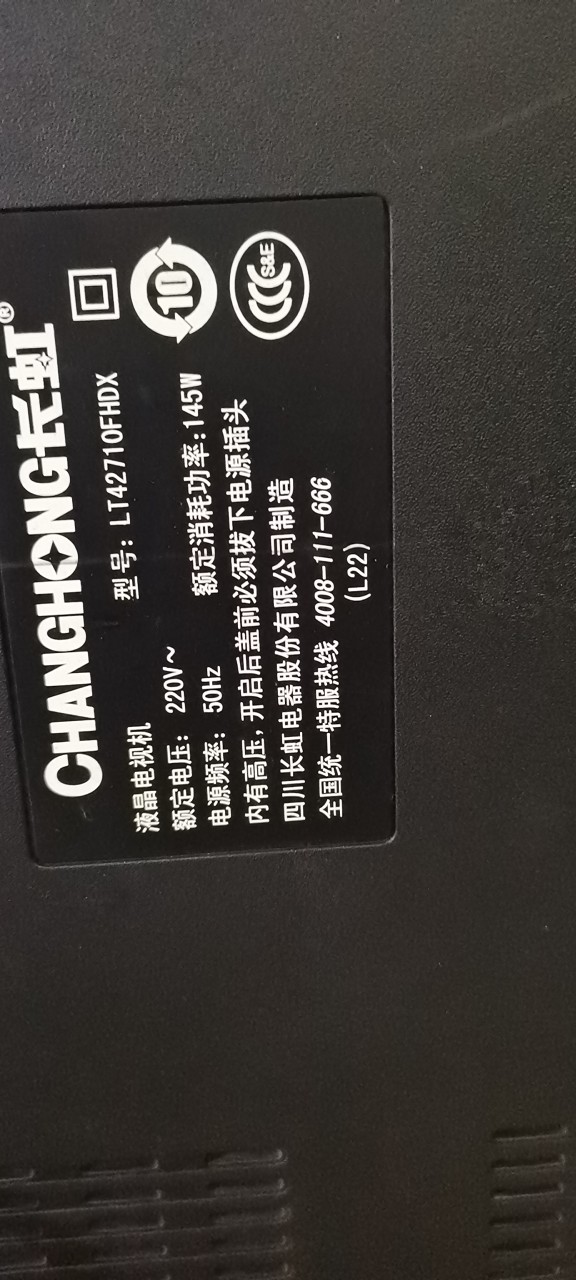 CHANGHONG长虹®
液晶电视机 型号: LT42710FHDX
额定电压: 220V~
电源频率: 50Hz 额定消耗功率:145W
内有高压,开启后盖前必须拔下电源插头
四川长虹电器股份有限公司制造
全国统一特服热线 4008-111-666
(L22)
10
S&E